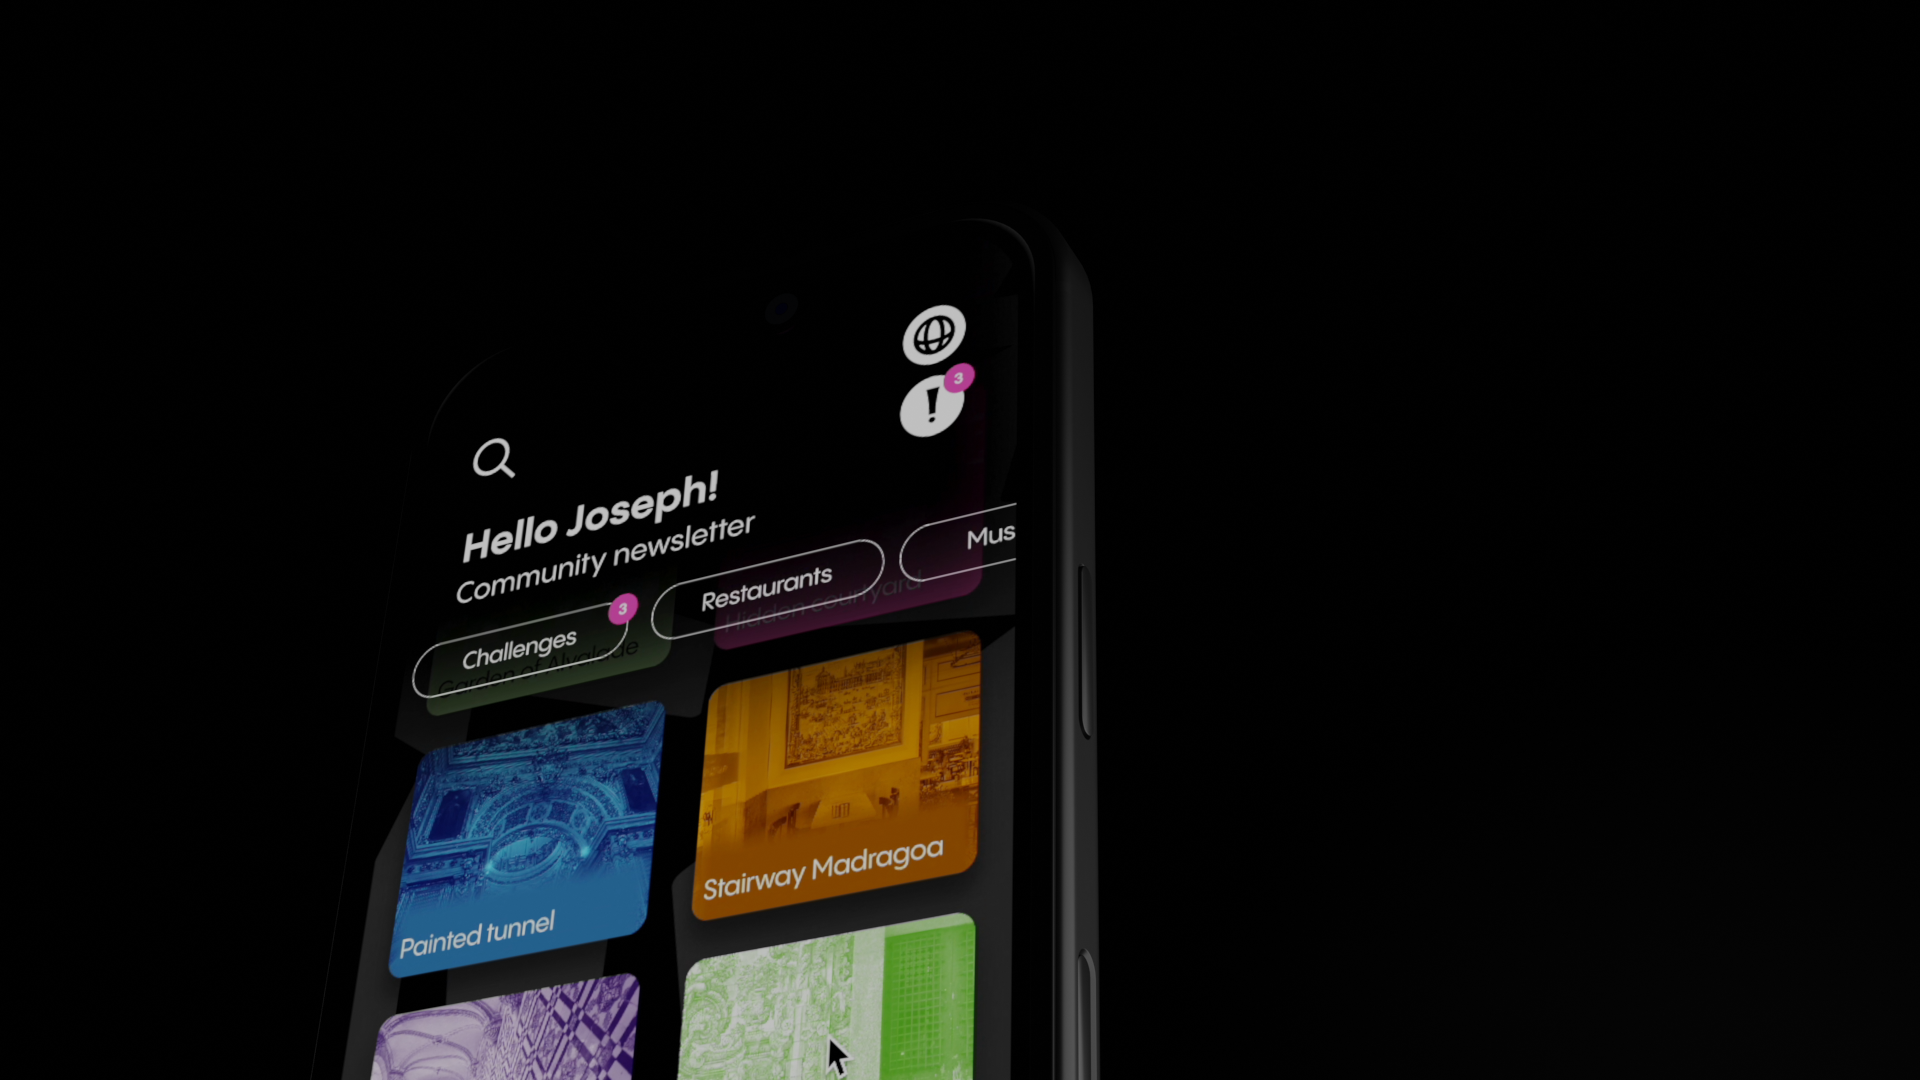 3
!
Hello Joseph!
Community newsletter
Challenges
3
Restaurants
Mus
Garden of Alvalade
Hidden courtyard
Painted tunnel
Stairway Madragoa